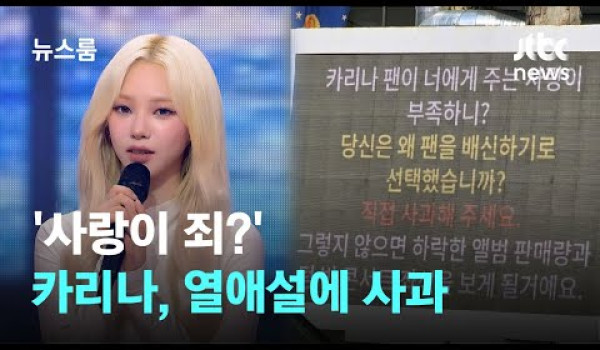 뉴스룸
jtbc
news
카리나 팬이 너에게 주는 사랑이
부족하니?
당신은 왜 팬을 배신하기로
선택했습니까?
직접 사과해 주세요.
그렇지 않으면 하락한 앨범 판매량과
보게 될거에요.
'사랑이 죄?'
카리나, 열애설에 사과